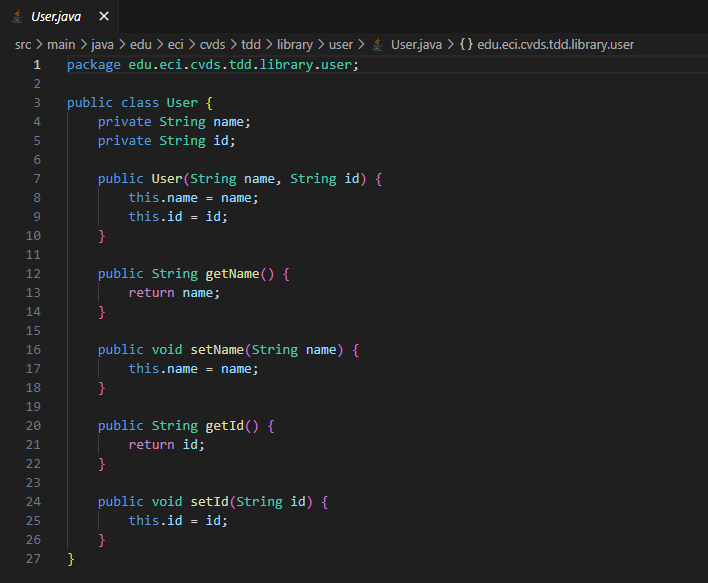 User.java ×
src > main > java > edu > eci > cvds > tdd > library > user > User.java > {} edu.eci.cvds.tdd.library.user
1 package edu.eci.cvds.tdd.library.user;
2
3 public class User {
4     private String name;
5     private String id;
6
7     public User(String name, String id) {
8         this.name = name;
9         this.id = id;
10     }
11
12     public String getName() {
13         return name;
14     }
15
16     public void setName(String name) {
17         this.name = name;
18     }
19
20     public String getId() {
21         return id;
22     }
23
24     public void setId(String id) {
25         this.id = id;
26     }
27 }